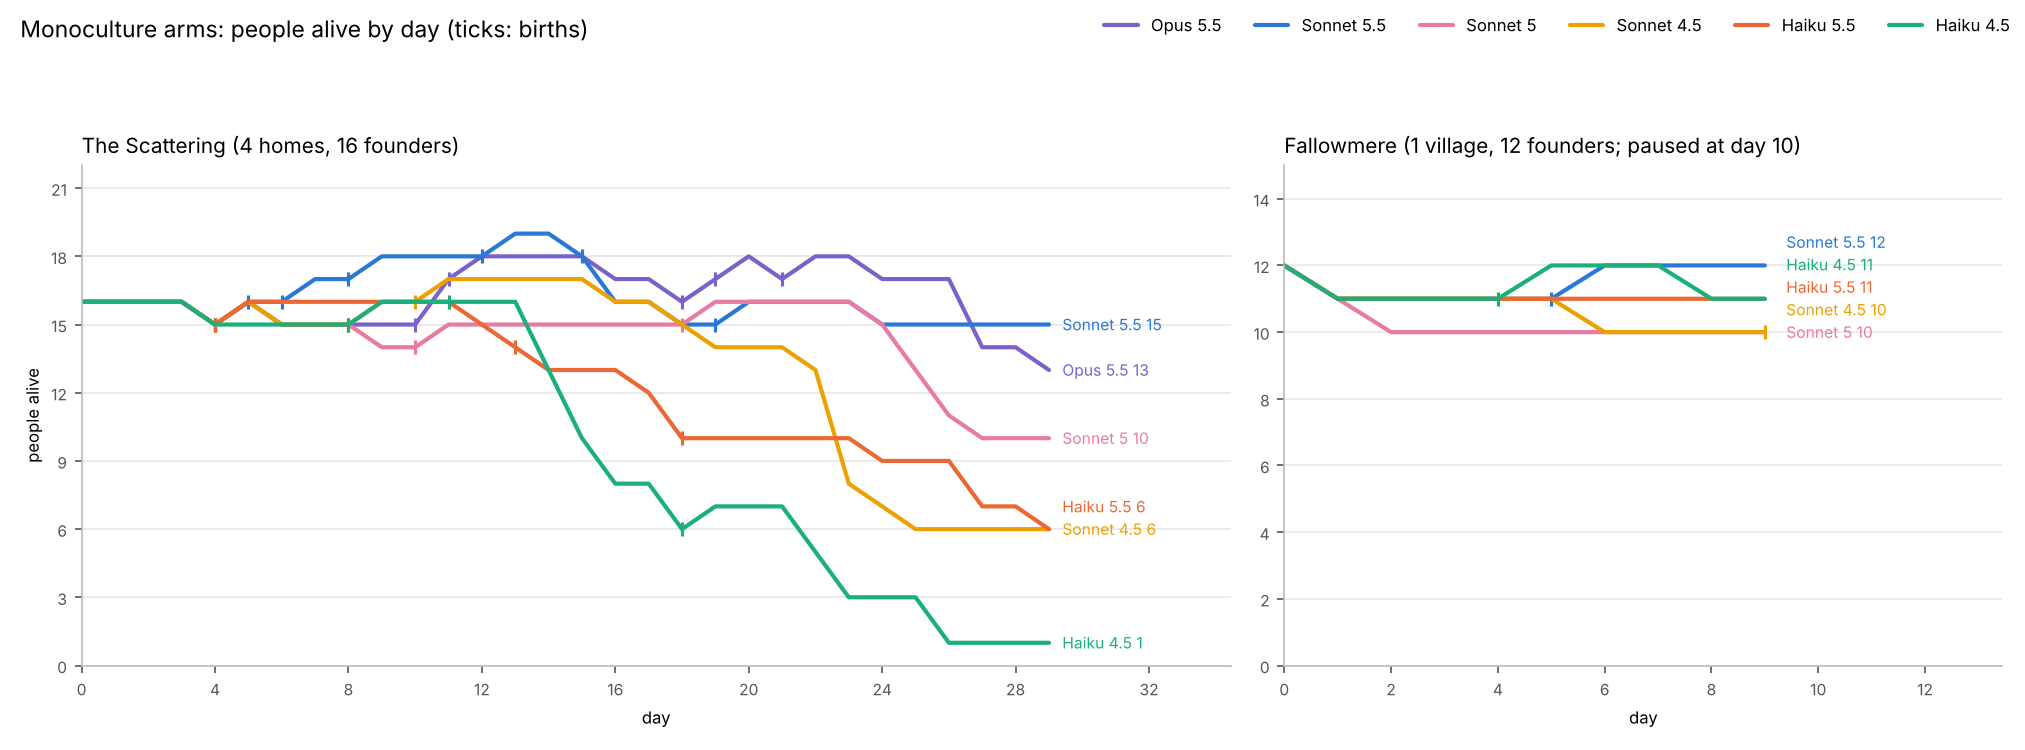 Monoculture arms: people alive by day (ticks: births)
Opus 5.5
Sonnet 5.5
Sonnet 5
Sonnet 4.5
Haiku 5.5
Haiku 4.5
The Scattering (4 homes, 16 founders)
21
18
15
12
9
6
3
0
people alive
0 4 8 12 16 20 24 28 32
day
Sonnet 5.5 15
Opus 5.5 13
Sonnet 5 10
Haiku 5.5 6
Sonnet 4.5 6
Haiku 4.5 1
Fallowmere (1 village, 12 founders; paused at day 10)
14
12
10
8
6
4
2
0
0 2 4 6 8 10 12
day
Sonnet 5.5 12
Haiku 4.5 11
Haiku 5.5 11
Sonnet 4.5 10
Sonnet 5 10